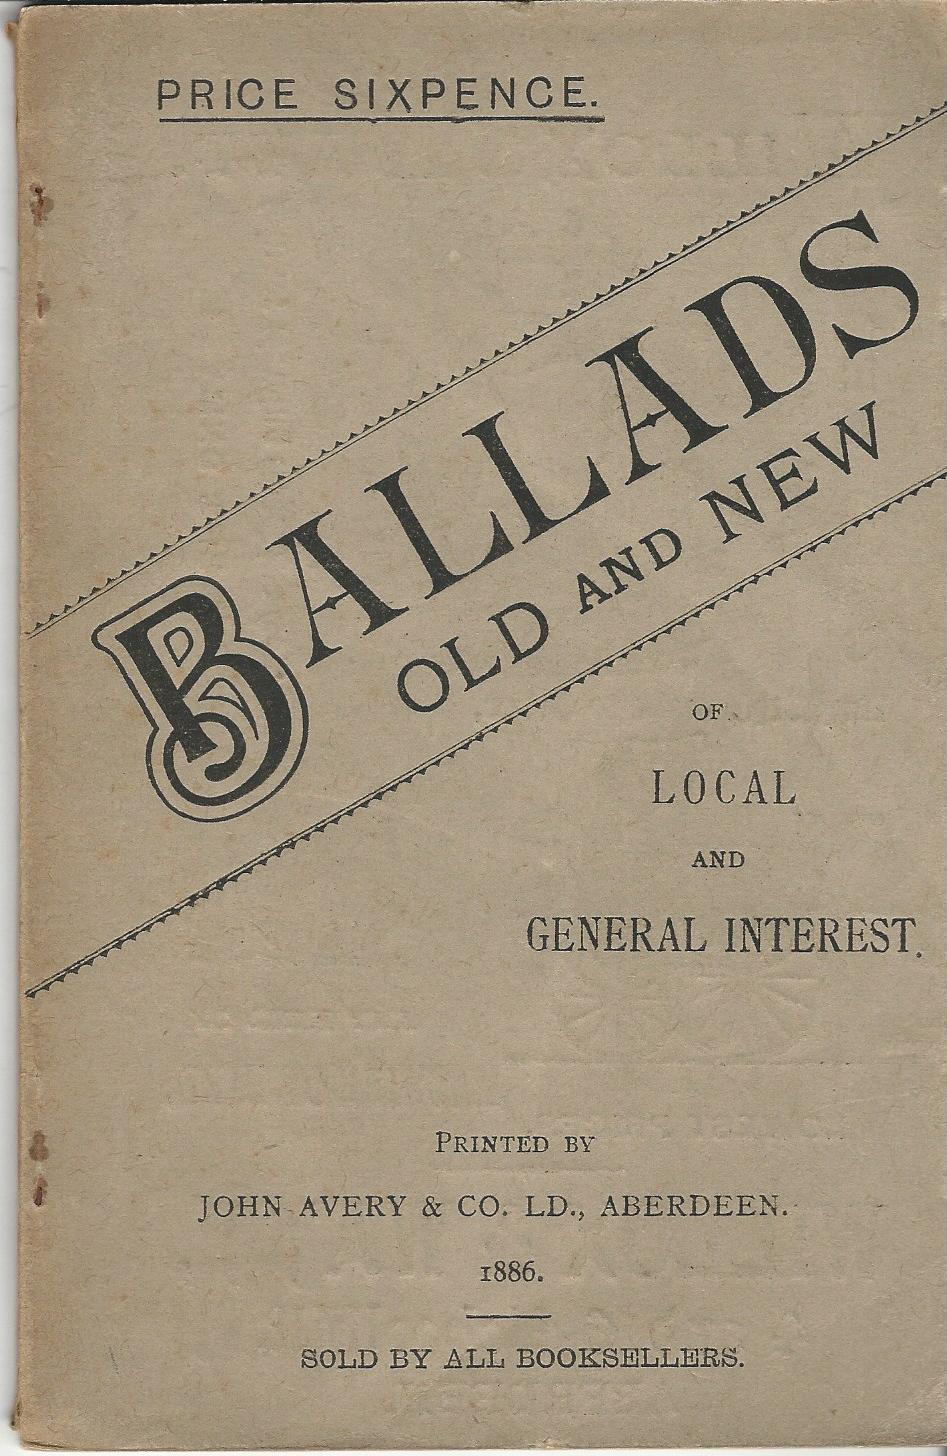 PRICE SIXPENCE.
BALLADS
OLD AND NEW
OF
LOCAL
AND
GENERAL INTEREST.
PRINTED BY
JOHN AVERY & CO. LD., ABERDEEN.
1886.
SOLD BY ALL BOOKSELLERS.